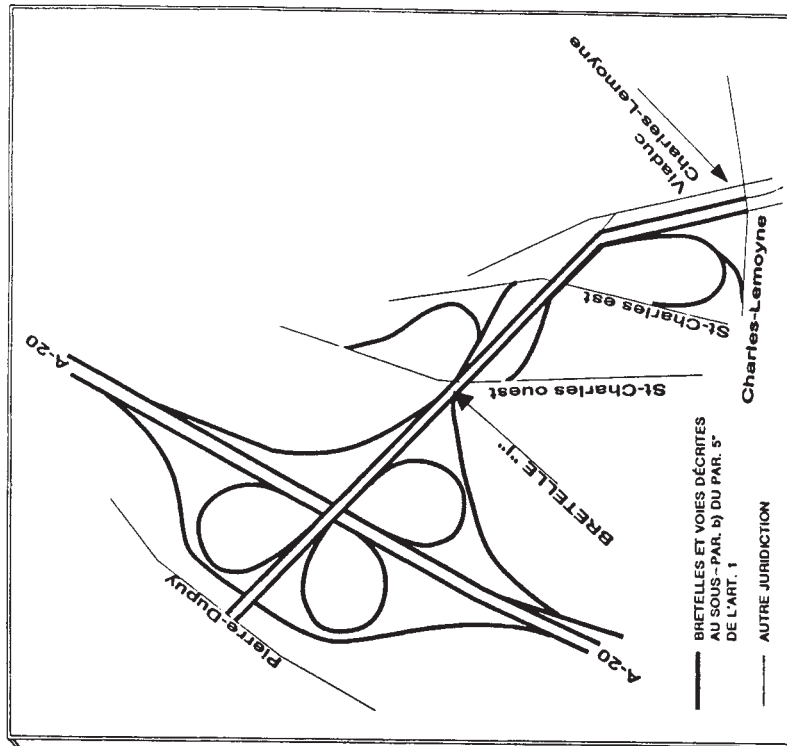 A-20
Pierre-Dupuy
A-20
BRETELLE "J"
St-Charles ouest
St-Charles est
Viaduc
Charles-Lemoyne
Charles-Lemoyne
BRETELLES ET VOIES DÉCRITES
AU SOUS-PAR. b) DU PAR. 5°
DE L'ART. 1
AUTRE JURIDICTION